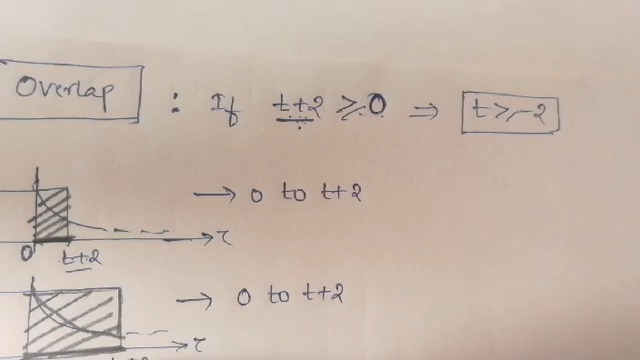 Overlap : If t+2 ≥ 0 ⇒ t ≥ -2
→ 0 to t+2
τ
0 t+2
→ 0 to t+2
τ